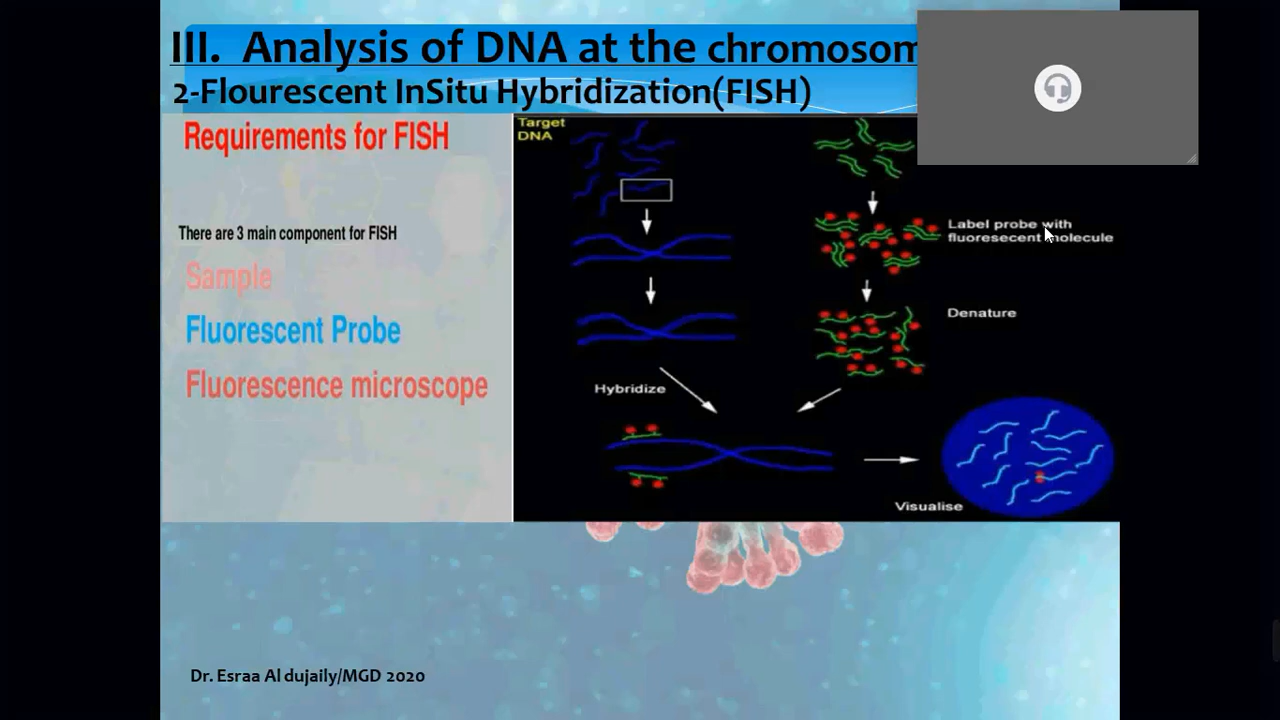 III. Analysis of DNA at the chromosom
2-Flourescent InSitu Hybridization(FISH)
Requirements for FISH
There are 3 main component for FISH
Sample
Fluorescent Probe
Fluorescence microscope
Target
DNA
Label probe with
fluoresecent molecule
Denature
Hybridize
Visualise
Dr. Esraa Al dujaily/MGD 2020